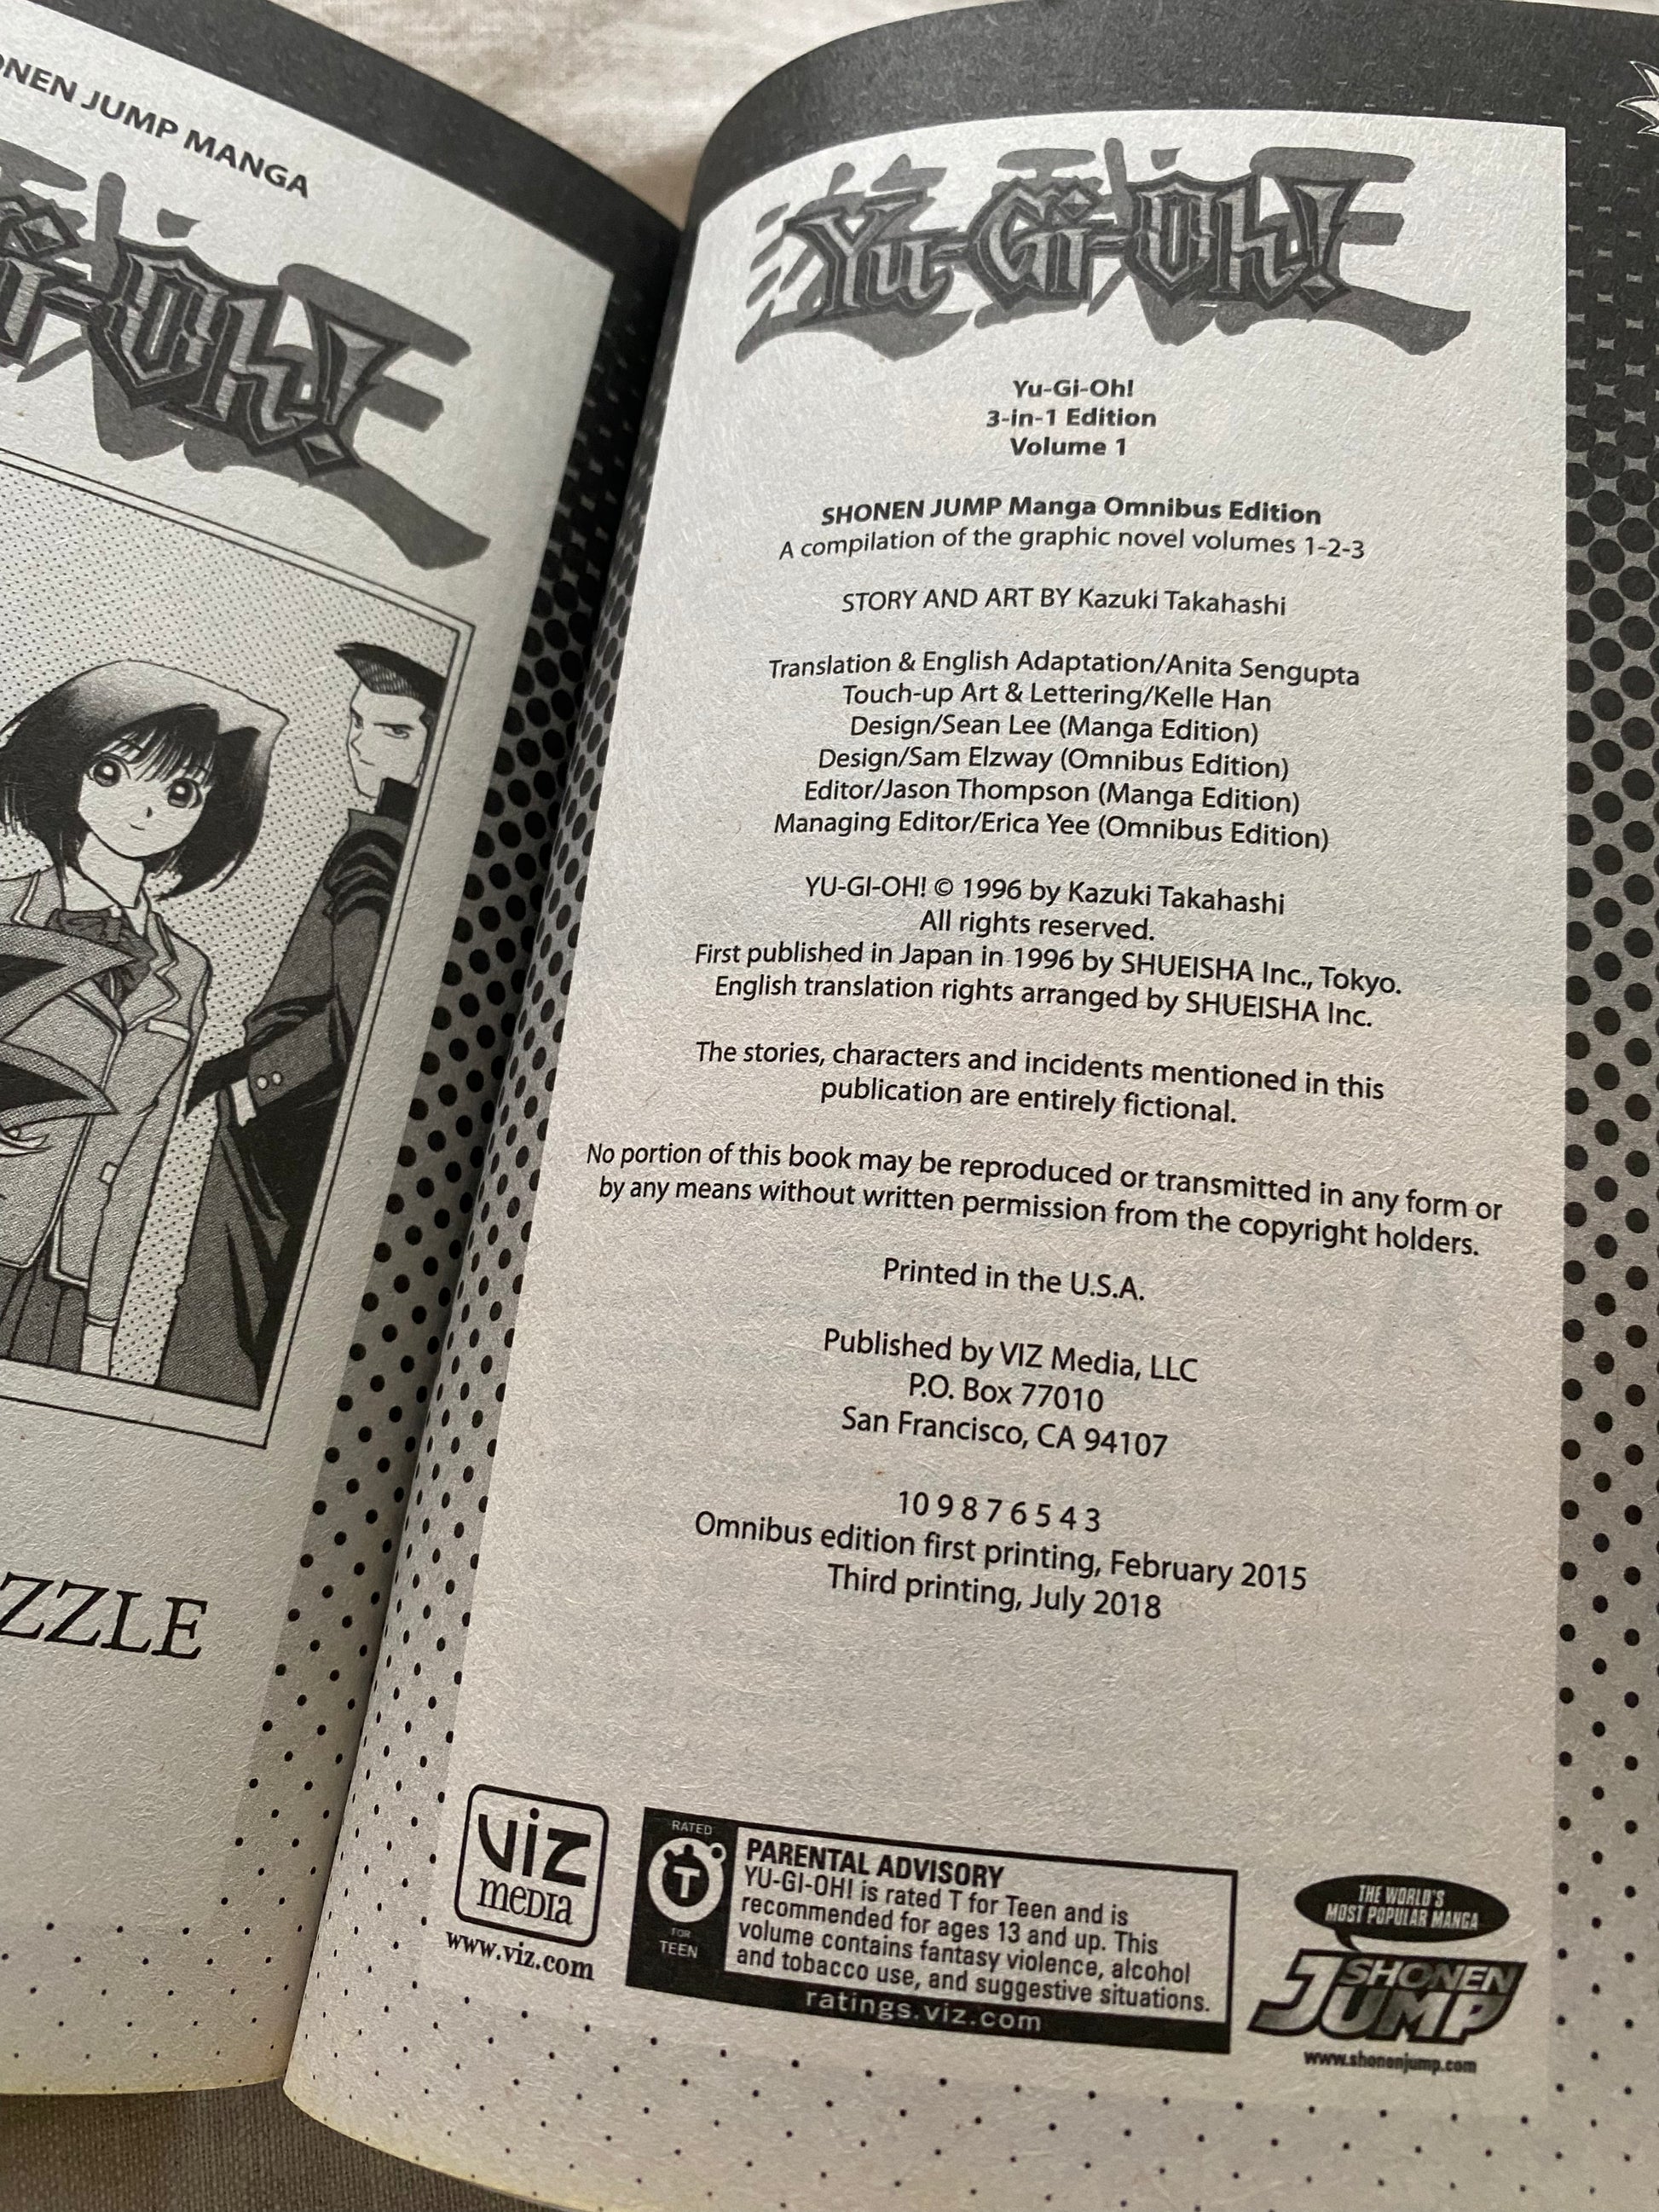 SHONEN JUMP MANGA
Yu-Gi-Oh!
3-in-1 Edition
Volume 1
SHONEN JUMP Manga Omnibus Edition
A compilation of the graphic novel volumes 1-2-3
STORY AND ART BY Kazuki Takahashi
Translation & English Adaptation/Anita Sengupta
Touch-up Art & Lettering/Kelle Han
Design/Sean Lee (Manga Edition)
Design/Sam Elzway (Omnibus Edition)
Editor/Jason Thompson (Manga Edition)
Managing Editor/Erica Yee (Omnibus Edition)
YU-GI-OH! © 1996 by Kazuki Takahashi
All rights reserved.
First published in Japan in 1996 by SHUEISHA Inc., Tokyo.
English translation rights arranged by SHUEISHA Inc.
The stories, characters and incidents mentioned in this
publication are entirely fictional.
No portion of this book may be reproduced or transmitted in any form or
by any means without written permission from the copyright holders.
Printed in the U.S.A.
Published by VIZ Media, LLC
P.O. Box 77010
San Francisco, CA 94107
10 9 8 7 6 5 4 3
Omnibus edition first printing, February 2015
Third printing, July 2018
viz
media
www.viz.com
RATED
T
FOR
TEEN
PARENTAL ADVISORY
YU-GI-OH! is rated T for Teen and is
recommended for ages 13 and up. This
volume contains fantasy violence, alcohol
and tobacco use, and suggestive situations.
ratings.viz.com
THE WORLD'S
MOST POPULAR MANGA
SHONEN
JUMP
www.shonenjump.com